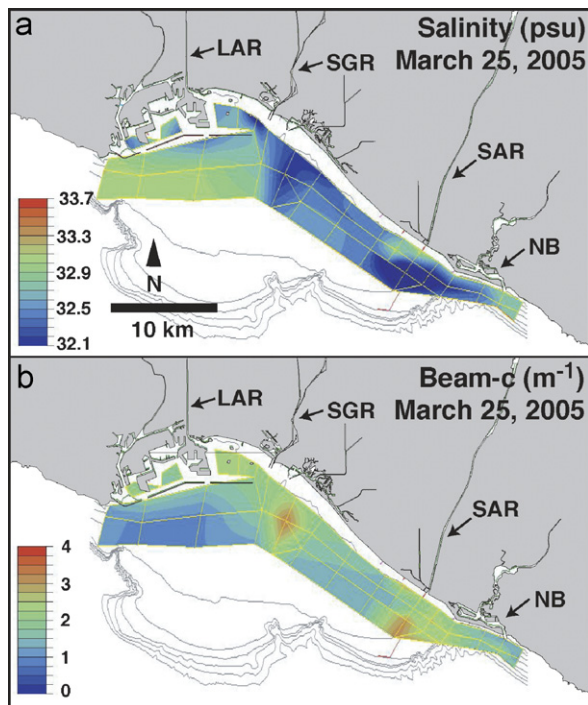 a
Salinity (psu)
March 25, 2005
LAR
SGR
SAR
NB
33.7
33.3
32.9
32.5
32.1
N
10 km
b
Beam-c (m⁻¹)
March 25, 2005
LAR
SGR
SAR
NB
4
3
2
1
0